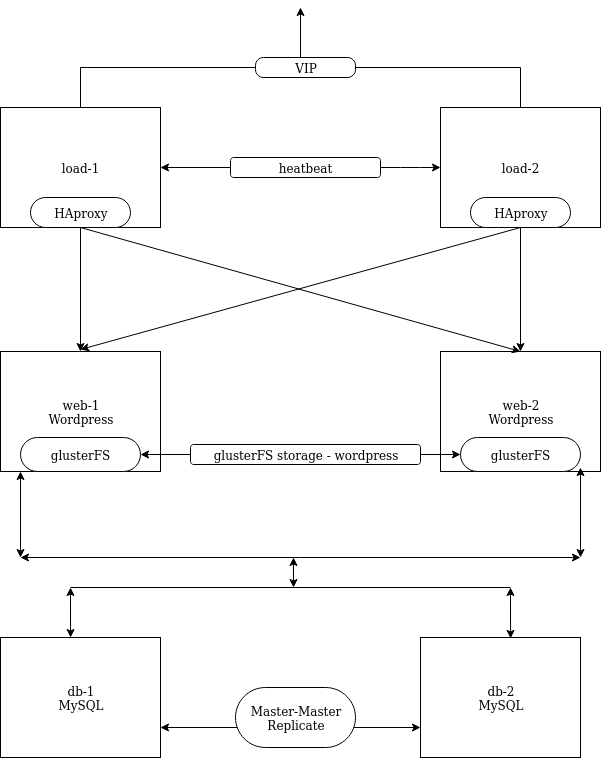 VIP
load-1
heatbeat
load-2
HAproxy
HAproxy
web-1
Wordpress
web-2
Wordpress
glusterFS
glusterFS storage - wordpress
glusterFS
db-1
MySQL
Master-Master
Replicate
db-2
MySQL